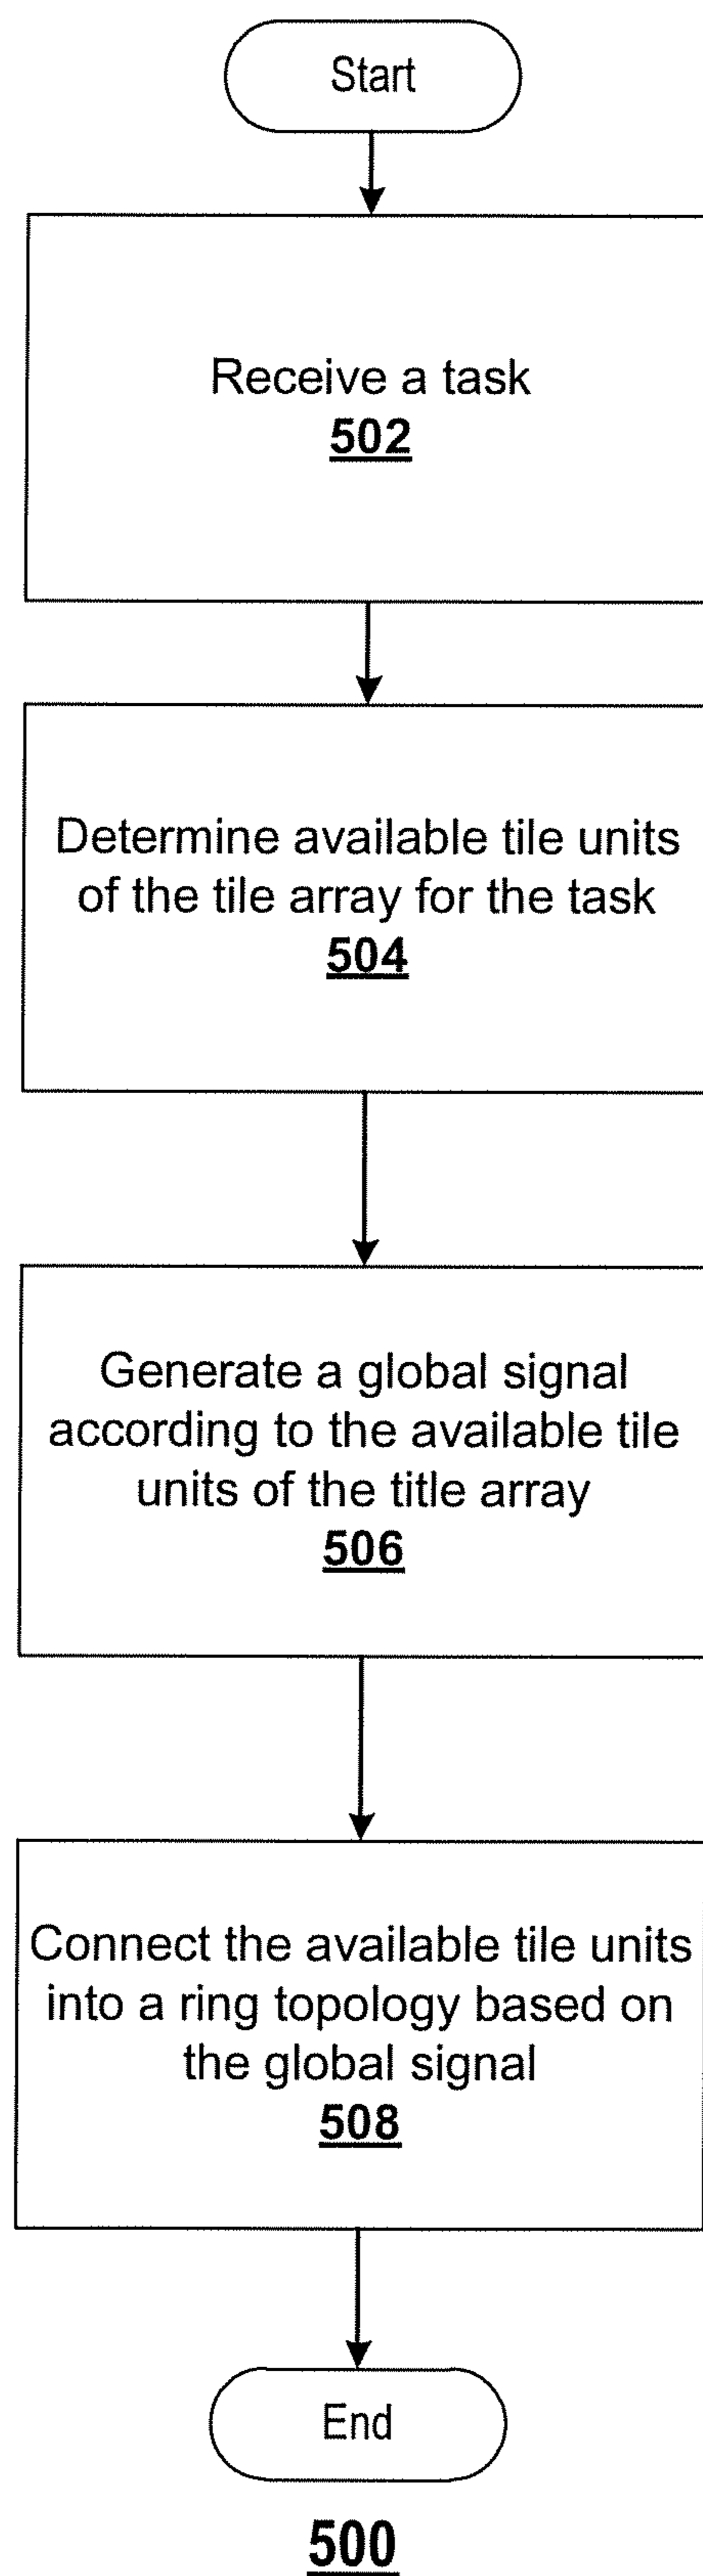 Start
Receive a task
502
Determine available tile units
of the tile array for the task
504
Generate a global signal
according to the available tile
units of the title array
506
Connect the available tile units
into a ring topology based on
the global signal
508
End
500